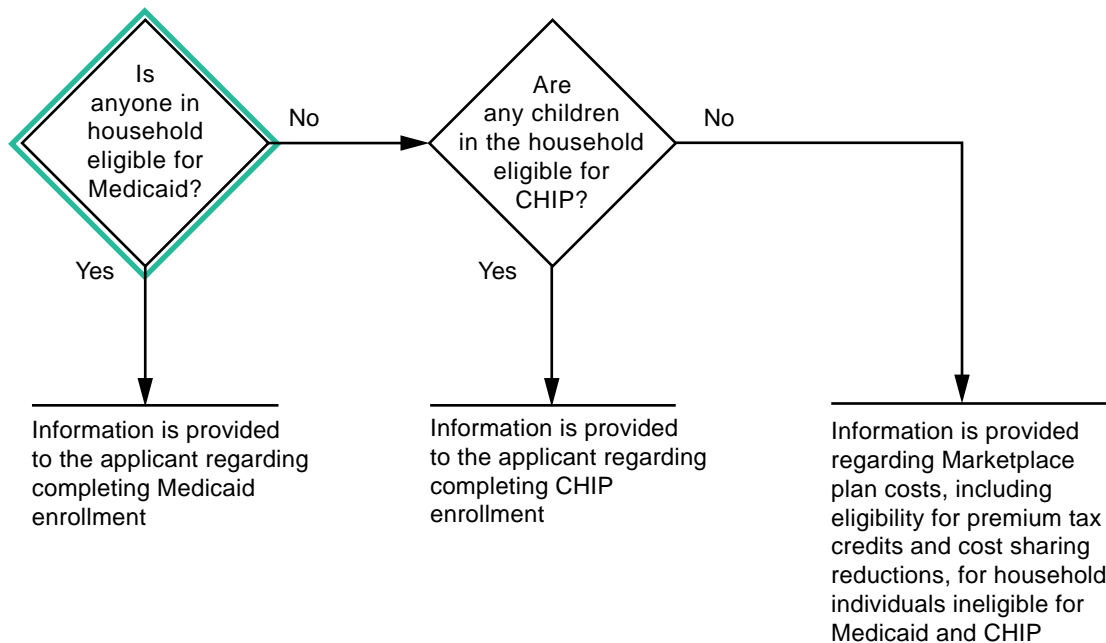 Is
anyone in
household
eligible for
Medicaid?
No
Yes
Are
any children
in the household
eligible for
CHIP?
No
Yes
Information is provided
to the applicant regarding
completing Medicaid
enrollment
Information is provided
to the applicant regarding
completing CHIP
enrollment
Information is provided
regarding Marketplace
plan costs, including
eligibility for premium tax
credits and cost sharing
reductions, for household
individuals ineligible for
Medicaid and CHIP